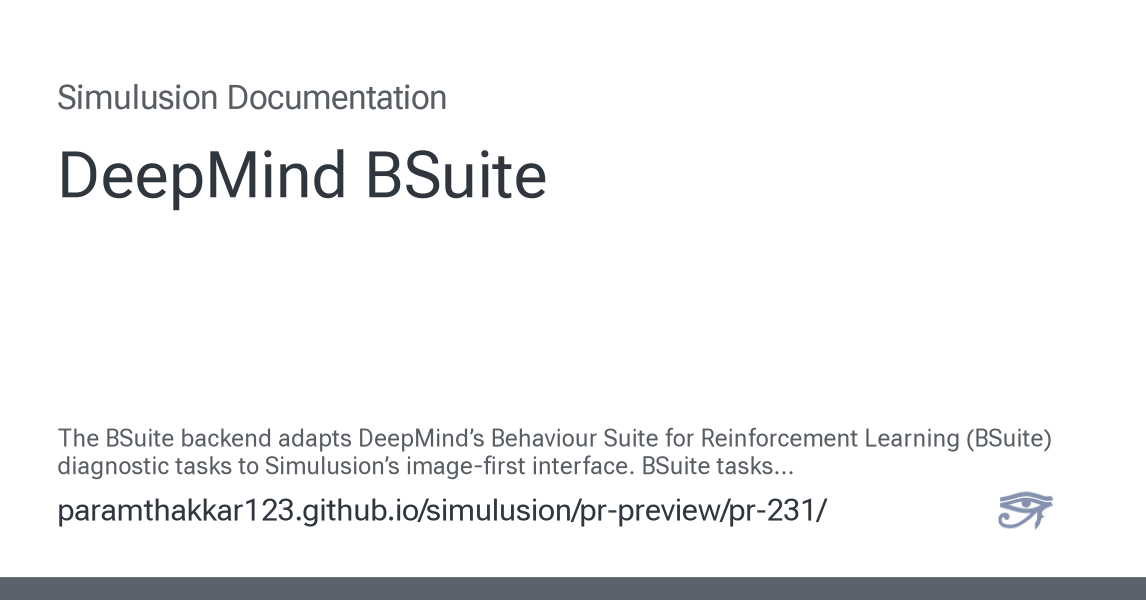 Simulusion Documentation
DeepMind BSuite
The BSuite backend adapts DeepMind’s Behaviour Suite for Reinforcement Learning (BSuite)
diagnostic tasks to Simulusion’s image-first interface. BSuite tasks...
paramthakkar123.github.io/simulusion/pr-preview/pr-231/